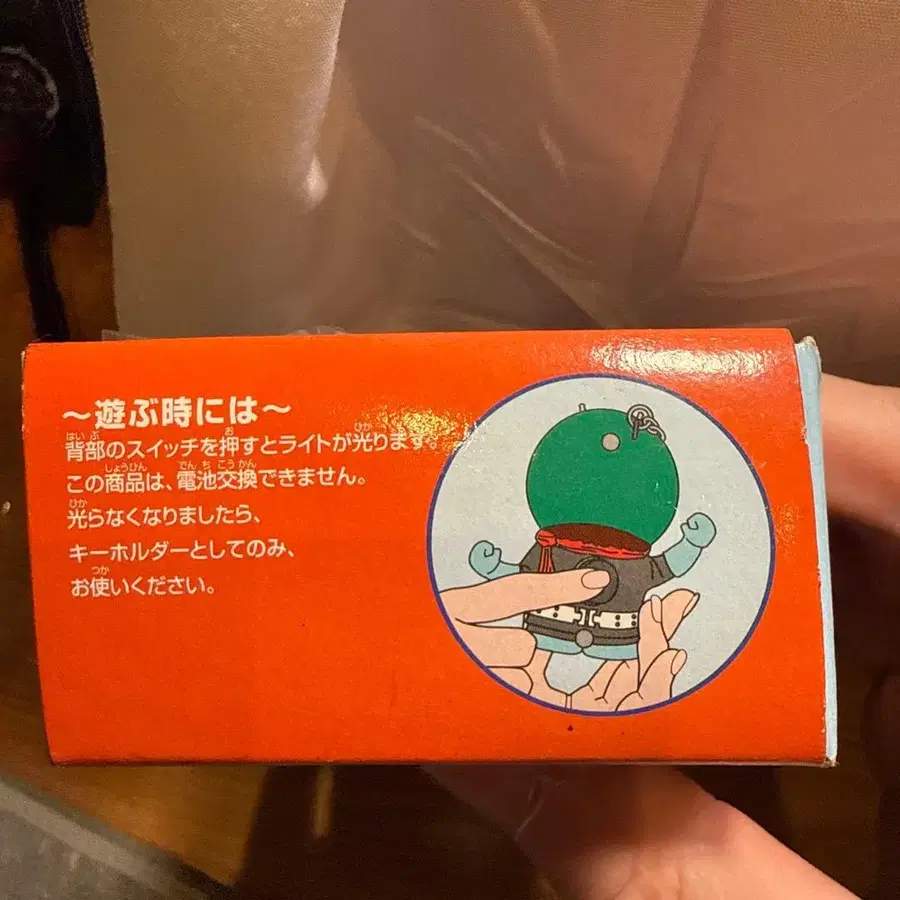 ～遊ぶ時には～
背部のスイッチを押すとライトが光ります。
この商品は、電池交換できません。
光らなくなりましたら、
キーホルダーとしてのみ、
お使いください。